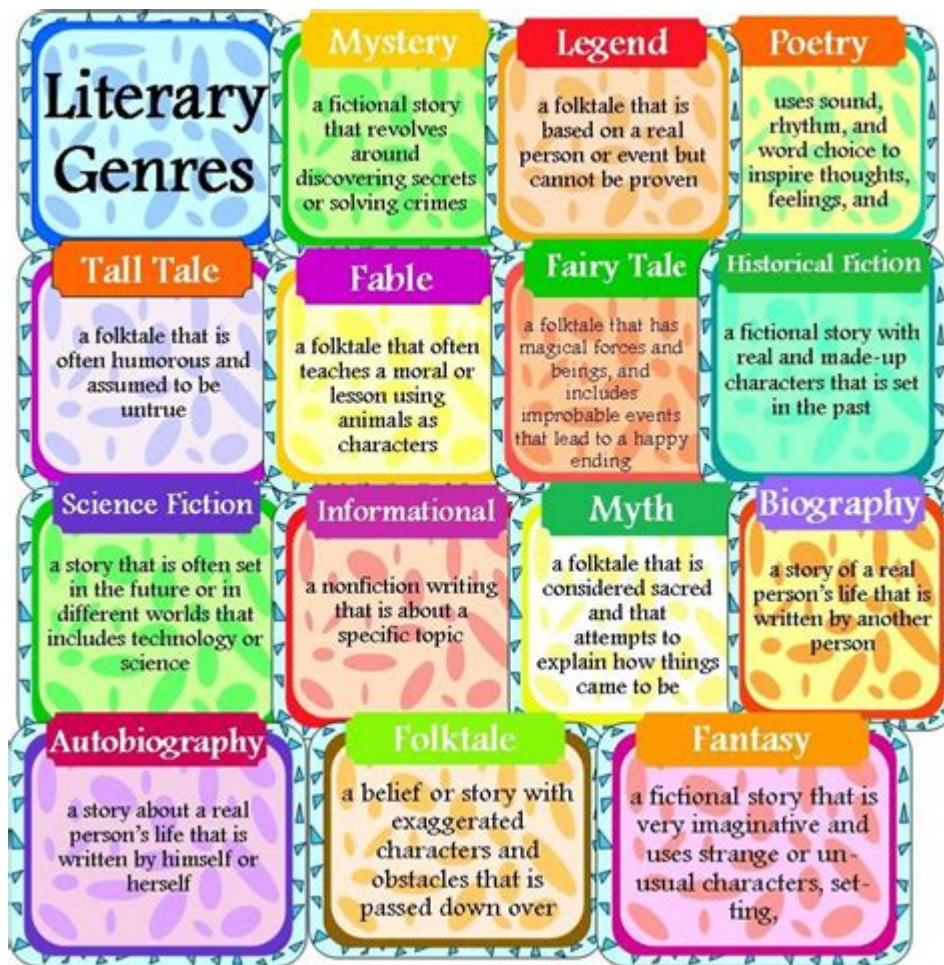 Literary
Genres
Mystery
a fictional story
that revolves
around
discovering secrets
or solving crimes
Legend
a folktale that is
based on a real
person or event but
cannot be proven
Poetry
uses sound,
rhythm, and
word choice to
inspire thoughts,
feelings, and
Tall Tale
a folktale that is
often humorous and
assumed to be
untrue
Fable
a folktale that often
teaches a moral or
lesson using
animals as
characters
Fairy Tale
a folktale that has
magical forces and
beings, and
includes
improbable events
that lead to a happy
ending
Historical Fiction
a fictional story with
real and made-up
characters that is set
in the past
Science Fiction
a story that is often set
in the future or in
different worlds that
includes technology or
science
Informational
a nonfiction writing
that is about a
specific topic
Myth
a folktale that is
considered sacred
and that
attempts to
explain how things
came to be
Biography
a story of a real
person's life that is
written by another
person
Autobiography
a story about a real
person's life that is
written by himself or
herself
Folktale
a belief or story with
exaggerated
characters and
obstacles that is
passed down over
Fantasy
a fictional story that is
very imaginative and
uses strange or un-
usual characters, set-
ting,